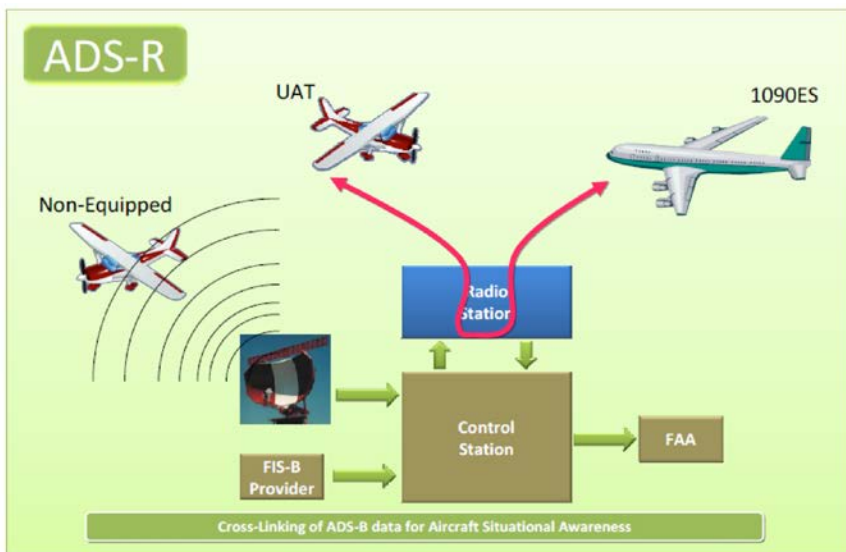 ADS-R
UAT
1090ES
Non-Equipped
Radio
Station
Control
Station
FAA
FIS-B
Provider
Cross-Linking of ADS-B data for Aircraft Situational Awareness